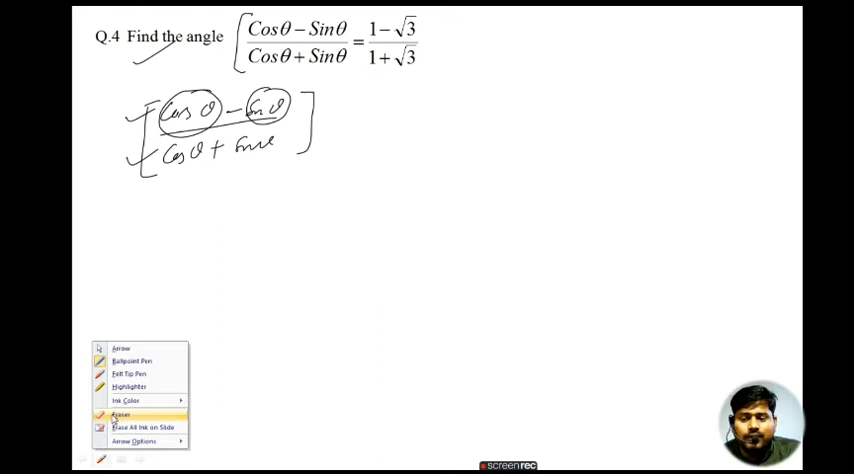 Q.4 Find the angle Cosθ − Sinθ / Cosθ + Sinθ = 1 − √3 / 1 + √3
Cos θ − Sin θ
Cos θ + Sin θ
Arrow
Ballpoint Pen
Felt Tip Pen
Highlighter
Ink Color
Eraser
Erase All Ink on Slide
Arrow Options
screenrec